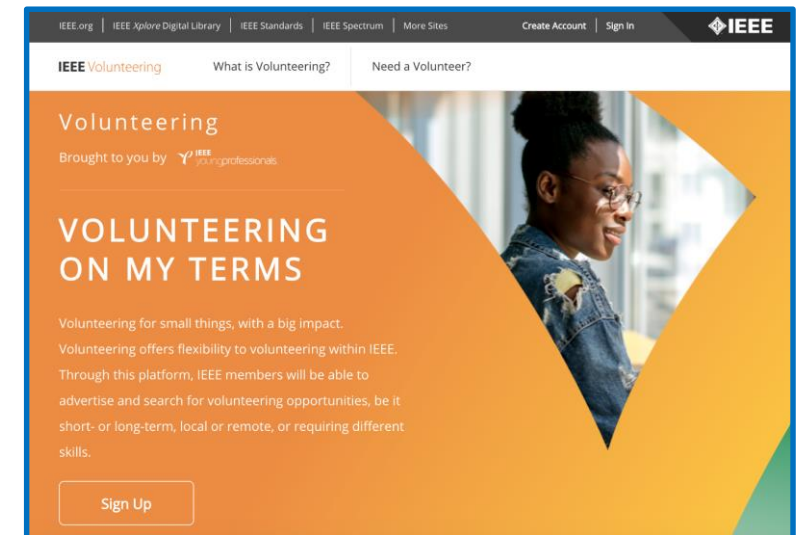 IEEE.org | IEEE Xplore Digital Library | IEEE Standards | IEEE Spectrum | More Sites Create Account | Sign In IEEE
IEEE Volunteering What is Volunteering? Need a Volunteer?
Volunteering
Brought to you by IEEE youngprofessionals
VOLUNTEERING
ON MY TERMS
Volunteering for small things, with a big impact.
Volunteering offers flexibility to volunteering within IEEE.
Through this platform, IEEE members will be able to
advertise and search for volunteering opportunities, be it
short- or long-term, local or remote, or requiring different
skills.
Sign Up